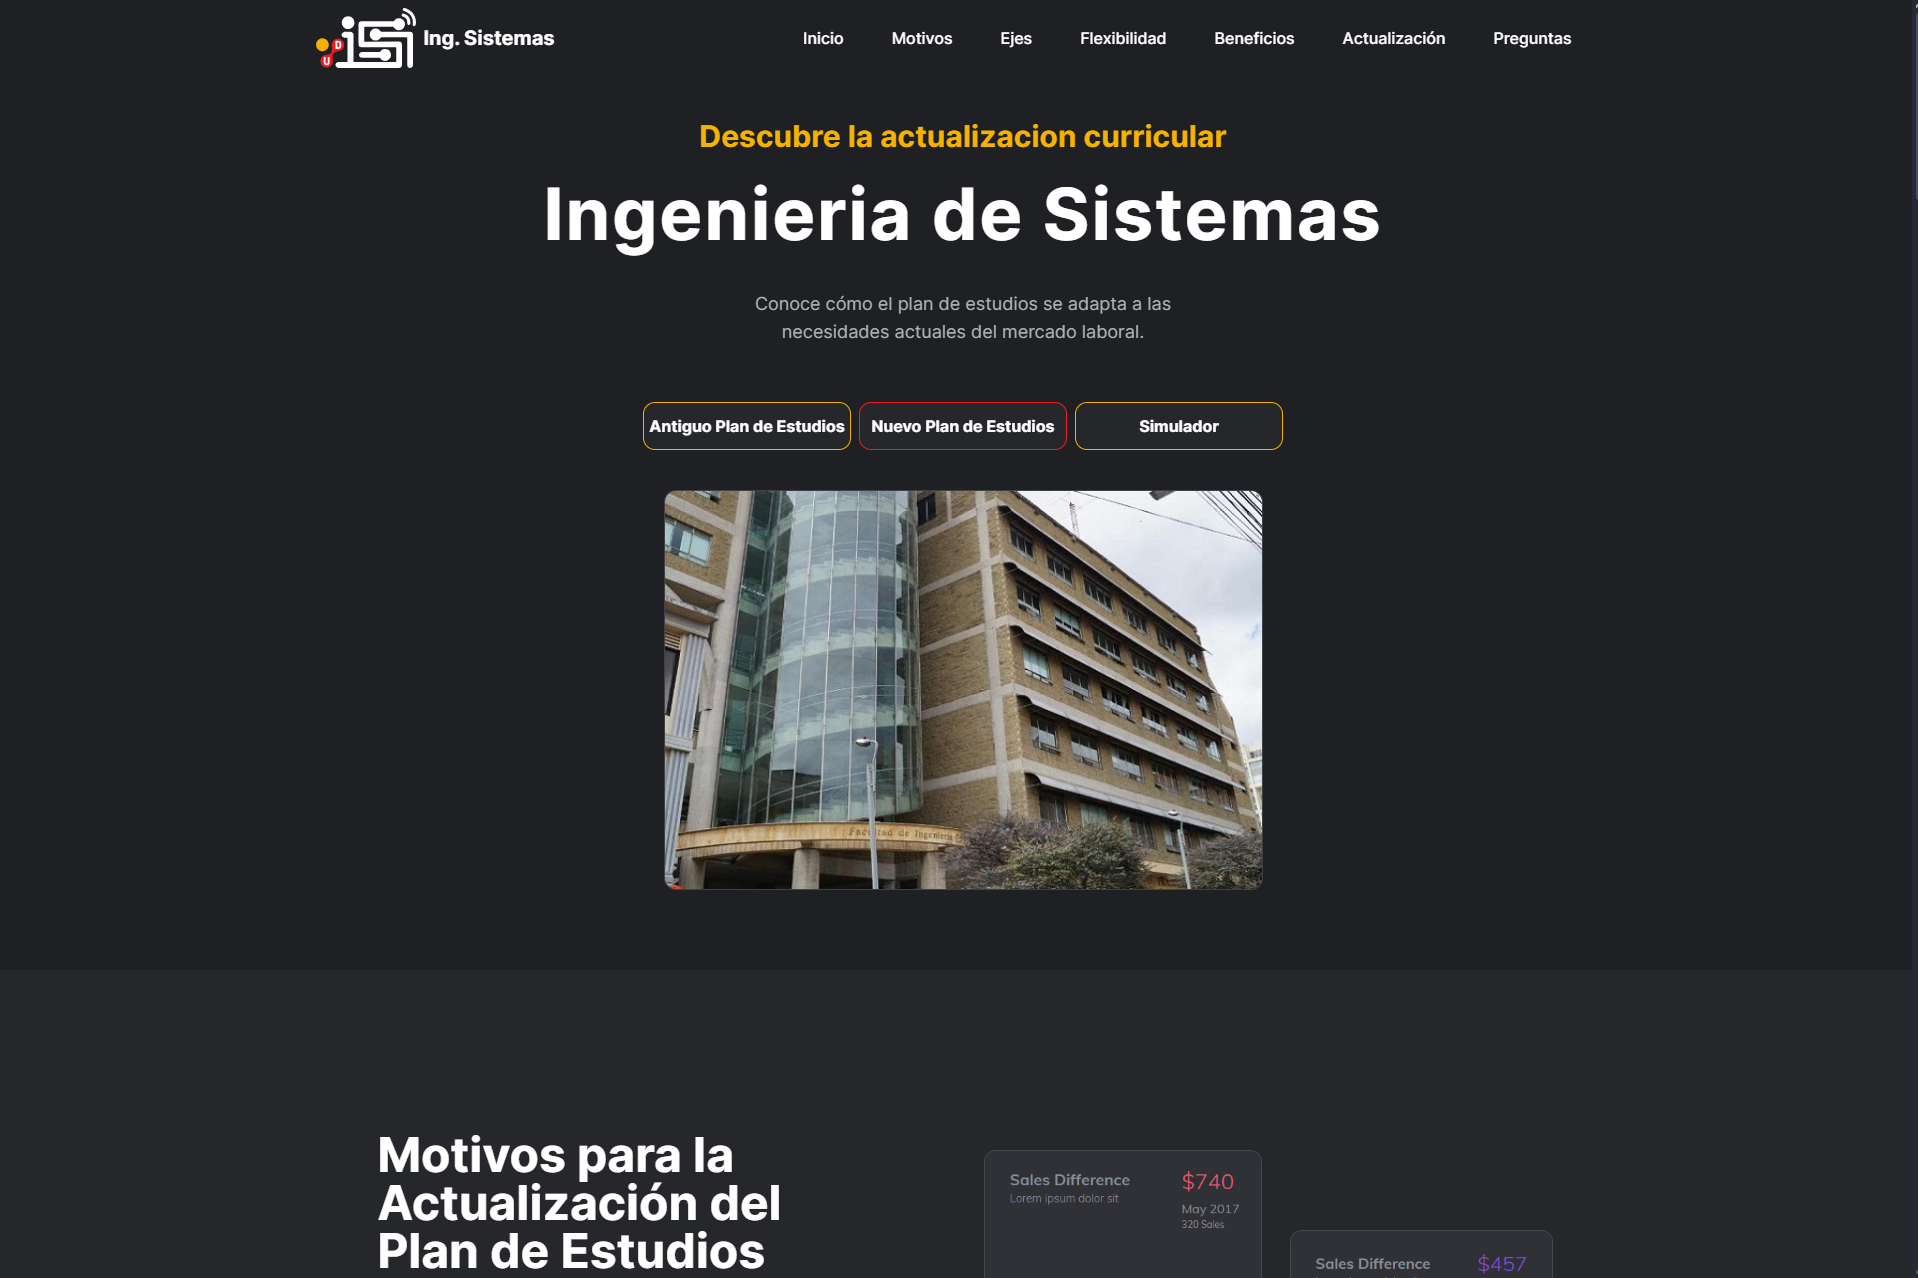 U
D
Ing. Sistemas
Inicio
Motivos
Ejes
Flexibilidad
Beneficios
Actualización
Preguntas
Descubre la actualizacion curricular
Ingenieria de Sistemas
Conoce cómo el plan de estudios se adapta a las
necesidades actuales del mercado laboral.
Antiguo Plan de Estudios
Nuevo Plan de Estudios
Simulador
Facultad de Ingenieria
Motivos para la
Actualización del
Plan de Estudios
Sales Difference
Lorem ipsum dolor sit
$740
May 2017
320 Sales
Sales Difference
$457